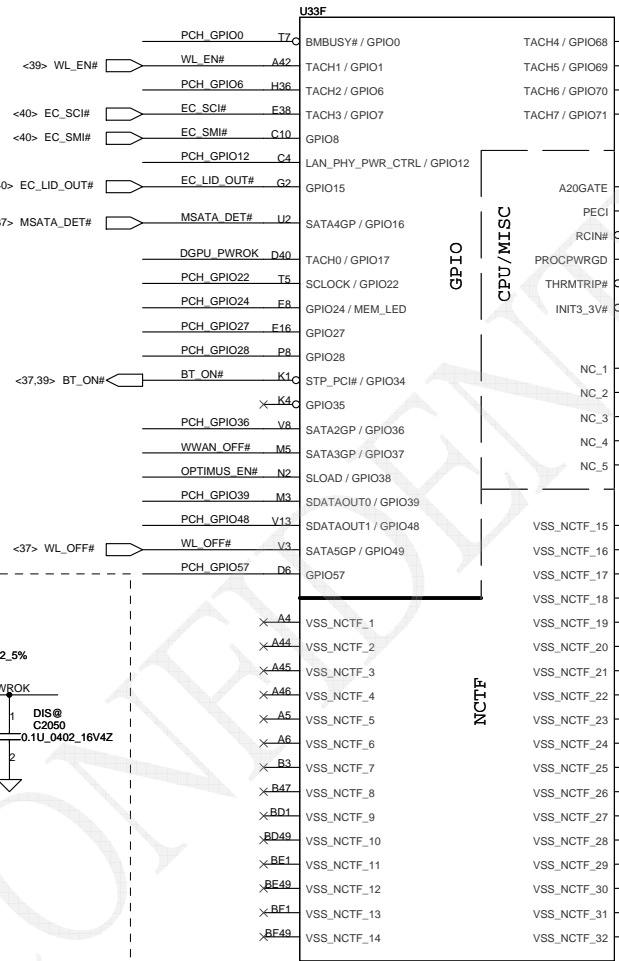 U33F
PCH_GPIO0 T7 BMBUSY# / GPIO0 TACH4 / GPIO68
<39> WL_EN# WL_EN# A42 TACH1 / GPIO1 TACH5 / GPIO69
PCH_GPIO6 H36 TACH2 / GPIO6 TACH6 / GPIO70
<40> EC_SCI# EC_SCI# E38 TACH3 / GPIO7 TACH7 / GPIO71
<40> EC_SMI# EC_SMI# C10 GPIO8
PCH_GPIO12 C4 LAN_PHY_PWR_CTRL / GPIO12
0> EC_LID_OUT# EC_LID_OUT# G2 GPIO15 A20GATE
PECI
7> MSATA_DET# MSATA_DET# U2 SATA4GP / GPIO16
RCIN#
DGPU_PWROK D40 TACH0 / GPIO17 PROCPWRGD
GPIO
CPU/MISC
PCH_GPIO22 T5 SCLOCK / GPIO22 THRMTRIP#
PCH_GPIO24 E8 GPIO24 / MEM_LED INIT3_3V#
PCH_GPIO27 E16 GPIO27
PCH_GPIO28 P8 GPIO28
NC_1
<37,39> BT_ON# BT_ON# K1 STP_PCI# / GPIO34
NC_2
K4 GPIO35 NC_3
PCH_GPIO36 V8 SATA2GP / GPIO36
NC_4
WWAN_OFF# M5 SATA3GP / GPIO37
NC_5
OPTIMUS_EN# N2 SLOAD / GPIO38
PCH_GPIO39 M3 SDATAOUT0 / GPIO39
PCH_GPIO48 V13 SDATAOUT1 / GPIO48 VSS_NCTF_15
<37> WL_OFF# WL_OFF# V3 SATA5GP / GPIO49 VSS_NCTF_16
PCH_GPIO57 D6 GPIO57 VSS_NCTF_17
VSS_NCTF_18
A4 VSS_NCTF_1 VSS_NCTF_19
A44 VSS_NCTF_2 VSS_NCTF_20
2_5%
A45 VSS_NCTF_3 VSS_NCTF_21
WROK
A46 VSS_NCTF_4 VSS_NCTF_22
NCTF
1 DIS@
C2050
A5 VSS_NCTF_5 VSS_NCTF_23
0.1U_0402_16V4Z
A6 VSS_NCTF_6 VSS_NCTF_24
2
B3 VSS_NCTF_7 VSS_NCTF_25
B47 VSS_NCTF_8 VSS_NCTF_26
BD1 VSS_NCTF_9 VSS_NCTF_27
BD49 VSS_NCTF_10 VSS_NCTF_28
BE1 VSS_NCTF_11 VSS_NCTF_29
BE49 VSS_NCTF_12 VSS_NCTF_30
BF1 VSS_NCTF_13 VSS_NCTF_31
BF49 VSS_NCTF_14 VSS_NCTF_32
ONFIDENT